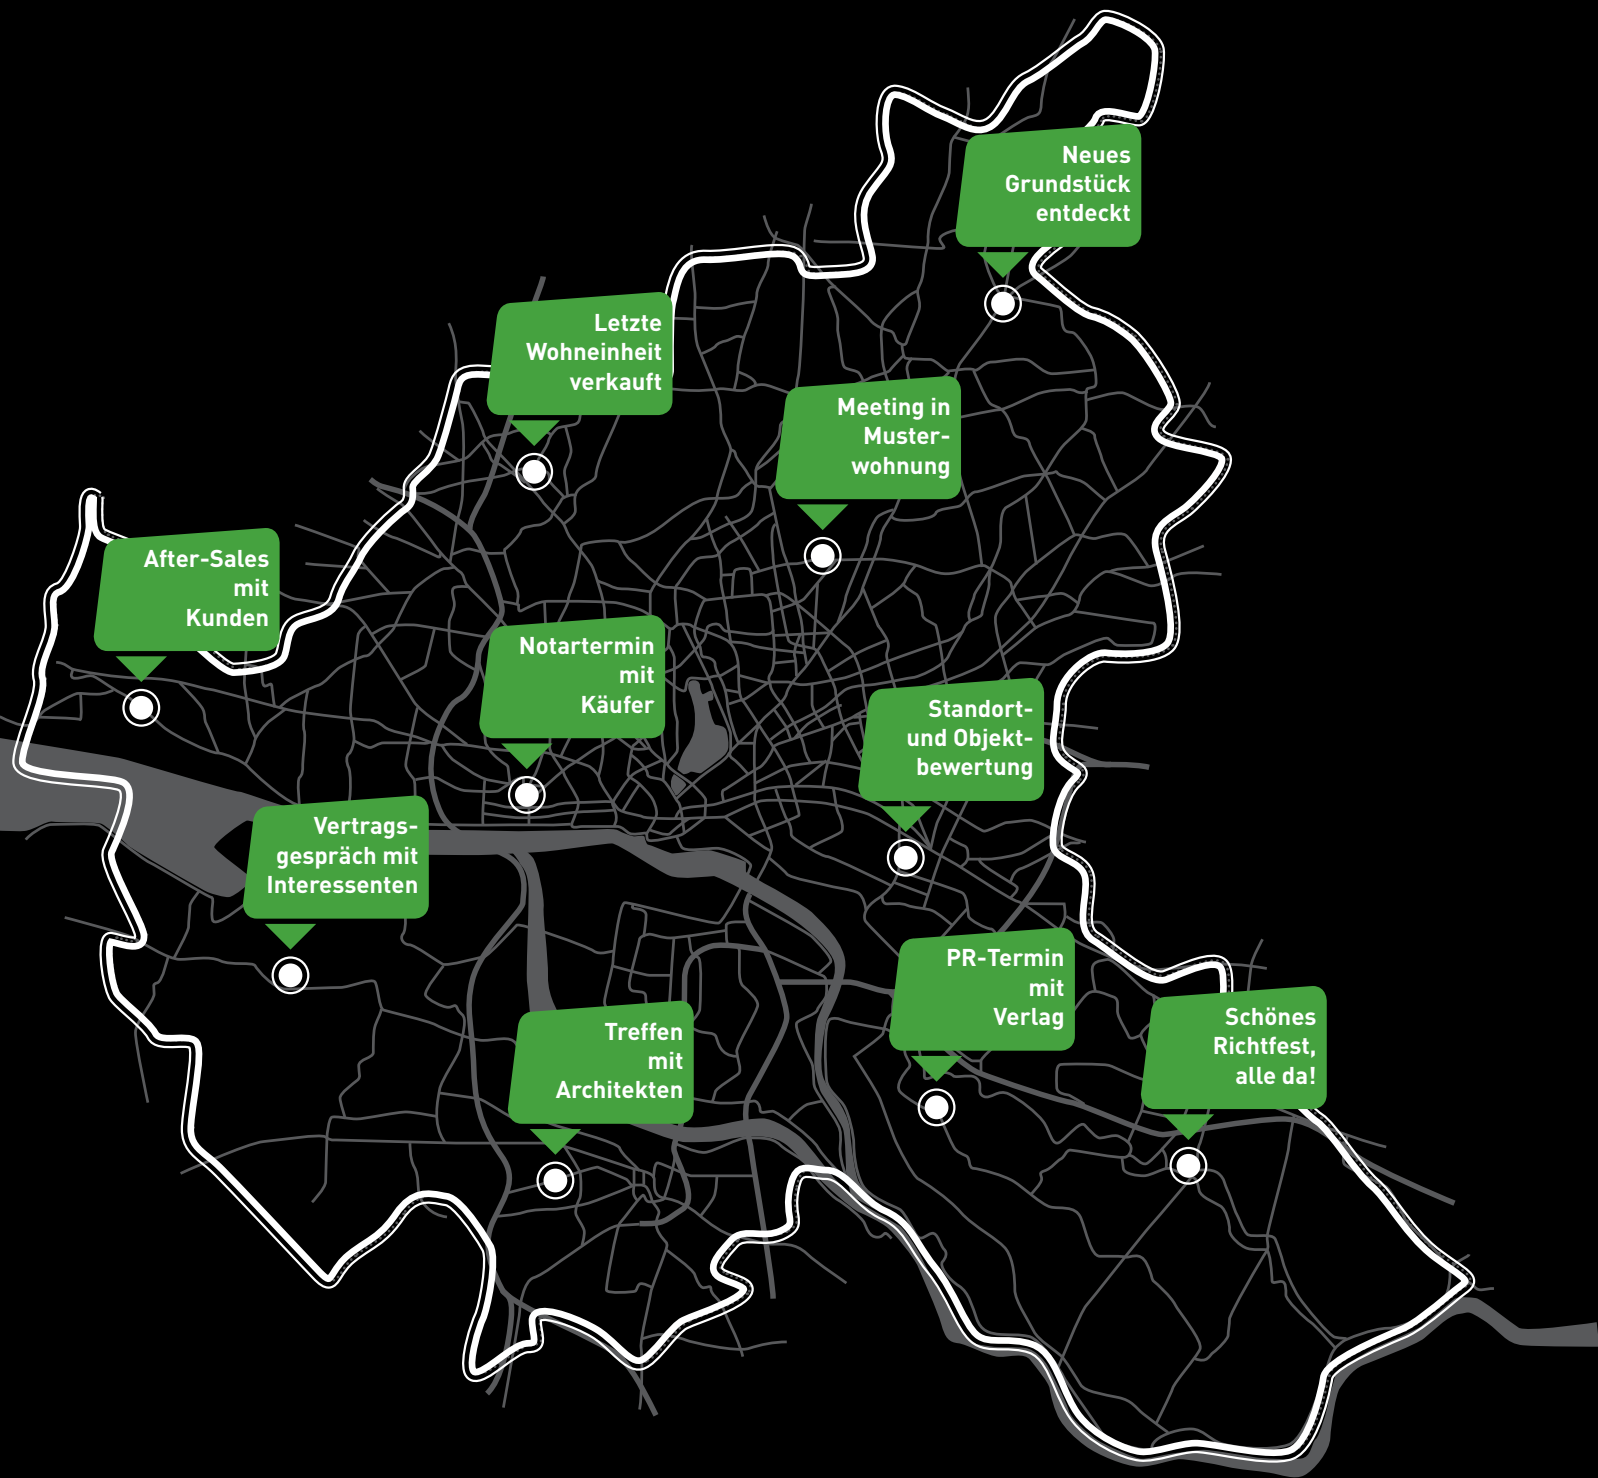 Neues
Grundstück
entdeckt
Letzte
Wohneinheit
verkauft
Meeting in
Muster-
wohnung
After-Sales
mit
Kunden
Notartermin
mit
Käufer
Standort-
und Objekt-
bewertung
Vertrags-
gespräch mit
Interessenten
PR-Termin
mit
Verlag
Schönes
Richtfest,
alle da!
Treffen
mit
Architekten